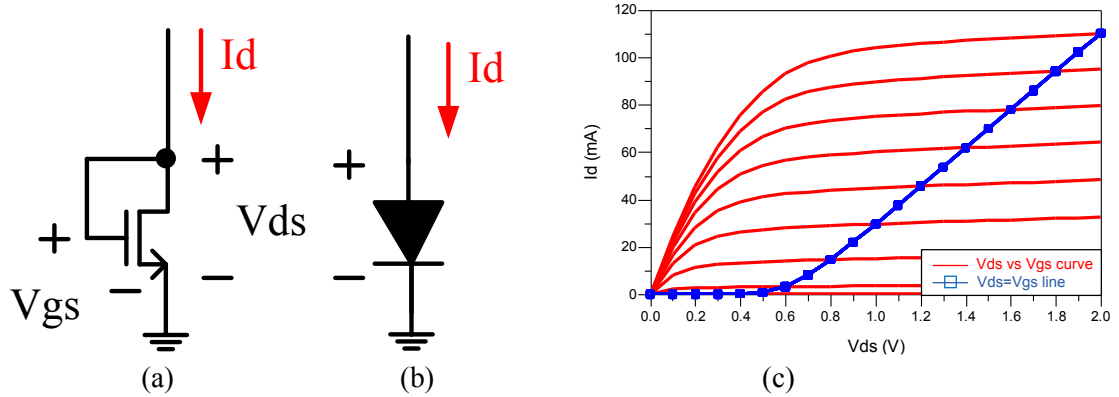 Id
+
Vds
−
+
Vgs
−
(a)
Id
+
−
(b)
120
100
80
60
40
20
0
Id (mA)
0.0 0.2 0.4 0.6 0.8 1.0 1.2 1.4 1.6 1.8 2.0
Vds (V)
Vds vs Vgs curve
Vds=Vgs line
(c)